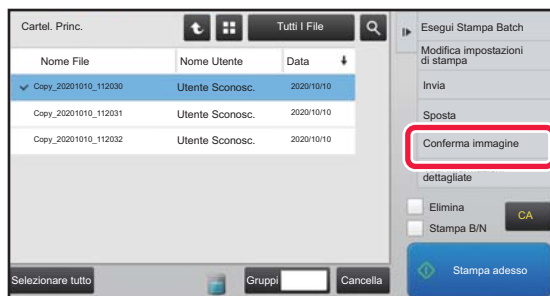 Cartel. Princ.
Tutti I File
Nome File
Nome Utente
Data
Copy_20201010_112030
Utente Sconosc.
2020/10/10
Copy_20201010_112031
Utente Sconosc.
2020/10/10
Copy_20201010_112032
Utente Sconosc.
2020/10/10
Selezionare tutto
Gruppi
Cancella
Esegui Stampa Batch
Modifica impostazioni
di stampa
Invia
Sposta
Conferma immagine
dettagliate
Elimina
Stampa B/N
CA
Stampa adesso